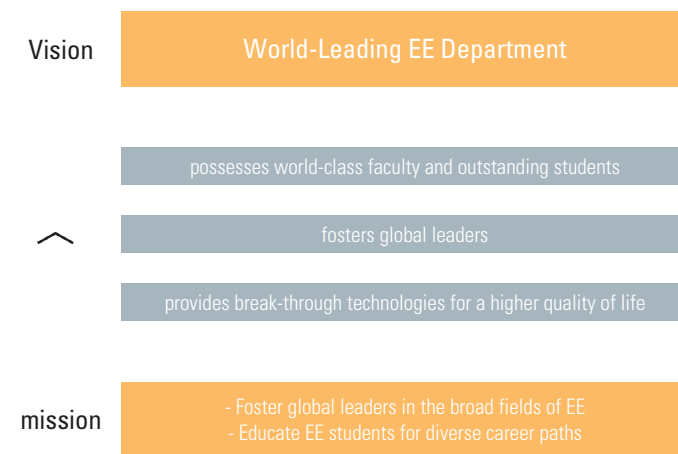 Vision
World-Leading EE Department
possesses world-class faculty and outstanding students
fosters global leaders
provides break-through technologies for a higher quality of life
mission
- Foster global leaders in the broad fields of EE
- Educate EE students for diverse career paths